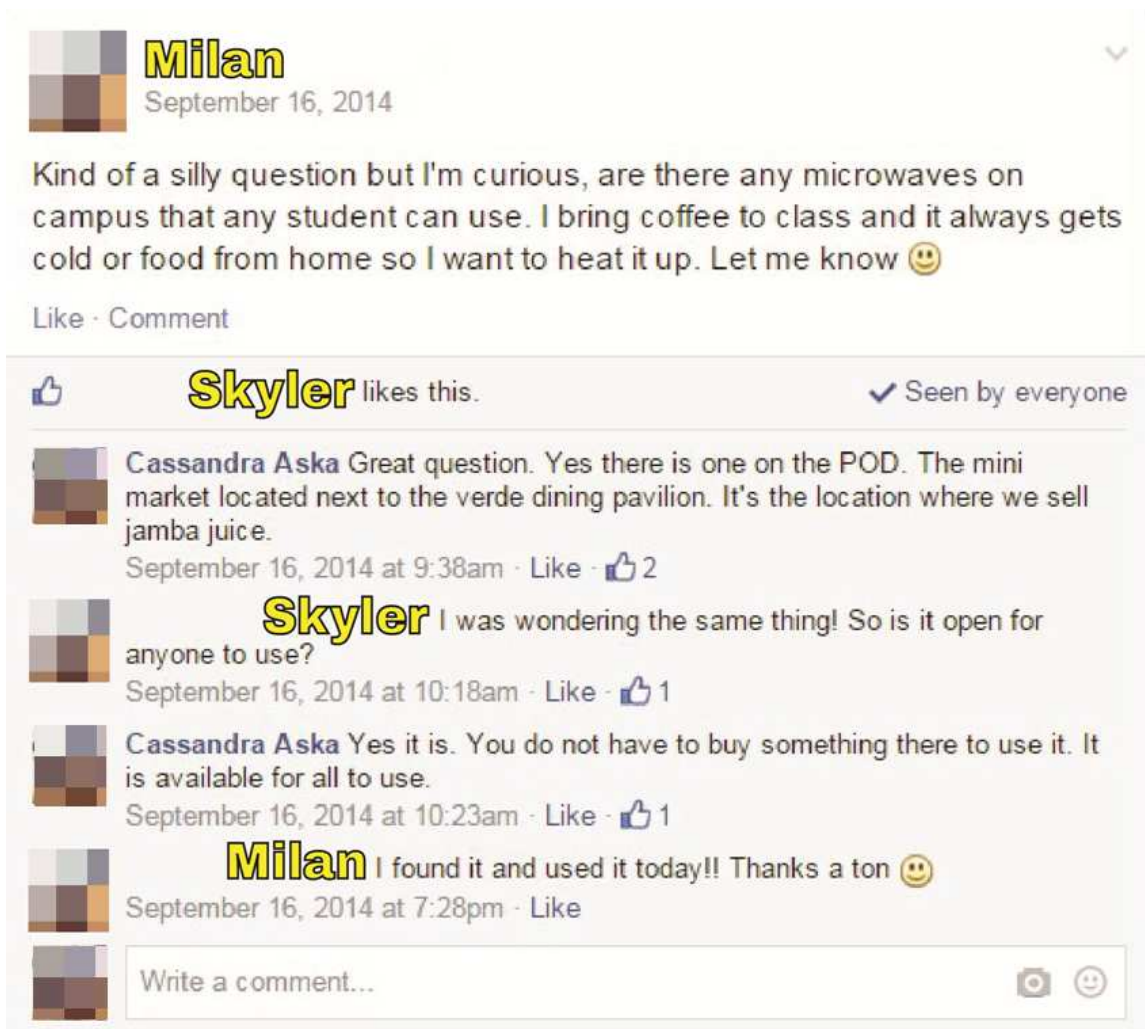 Milan
September 16, 2014
Kind of a silly question but I'm curious, are there any microwaves on
campus that any student can use. I bring coffee to class and it always gets
cold or food from home so I want to heat it up. Let me know
Like · Comment
Skyler likes this. Seen by everyone
Cassandra Aska Great question. Yes there is one on the POD. The mini
market located next to the verde dining pavilion. It's the location where we sell
jamba juice.
September 16, 2014 at 9:38am · Like · 2
Skyler I was wondering the same thing! So is it open for
anyone to use?
September 16, 2014 at 10:18am · Like · 1
Cassandra Aska Yes it is. You do not have to buy something there to use it. It
is available for all to use.
September 16, 2014 at 10:23am · Like · 1
Milan I found it and used it today!! Thanks a ton
September 16, 2014 at 7:28pm · Like
Write a comment...